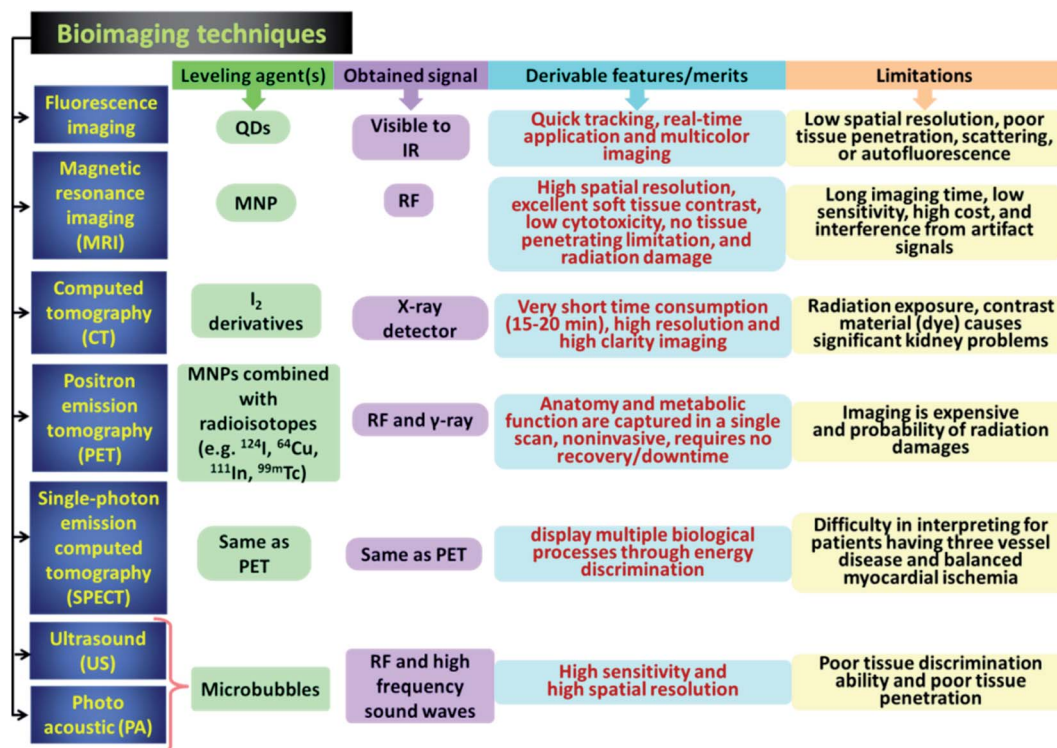 Bioimaging techniques
Leveling agent(s)
Obtained signal
Derivable features/merits
Limitations
Fluorescence
imaging
QDs
Visible to
IR
Quick tracking, real-time
application and multicolor
imaging
Low spatial resolution, poor
tissue penetration, scattering,
or autofluorescence
Magnetic
resonance
imaging
(MRI)
MNP
RF
High spatial resolution,
excellent soft tissue contrast,
low cytotoxicity, no tissue
penetrating limitation, and
radiation damage
Long imaging time, low
sensitivity, high cost, and
interference from artifact
signals
Computed
tomography
(CT)
I₂
derivatives
X-ray
detector
Very short time consumption
(15-20 min), high resolution and
high clarity imaging
Radiation exposure, contrast
material (dye) causes
significant kidney problems
Positron
emission
tomography
(PET)
MNPs combined
with
radioisotopes
(e.g. ¹²⁴I, ⁶⁴Cu,
¹¹¹In, ⁹⁹ᵐTc)
RF and γ-ray
Anatomy and metabolic
function are captured in a single
scan, noninvasive, requires no
recovery/downtime
Imaging is expensive
and probability of radiation
damages
Single-photon
emission
computed
tomography
(SPECT)
Same as
PET
Same as PET
display multiple biological
processes through energy
discrimination
Difficulty in interpreting for
patients having three vessel
disease and balanced
myocardial ischemia
Ultrasound
(US)
Photo
acoustic (PA)
Microbubbles
RF and high
frequency
sound waves
High sensitivity and
high spatial resolution
Poor tissue discrimination
ability and poor tissue
penetration